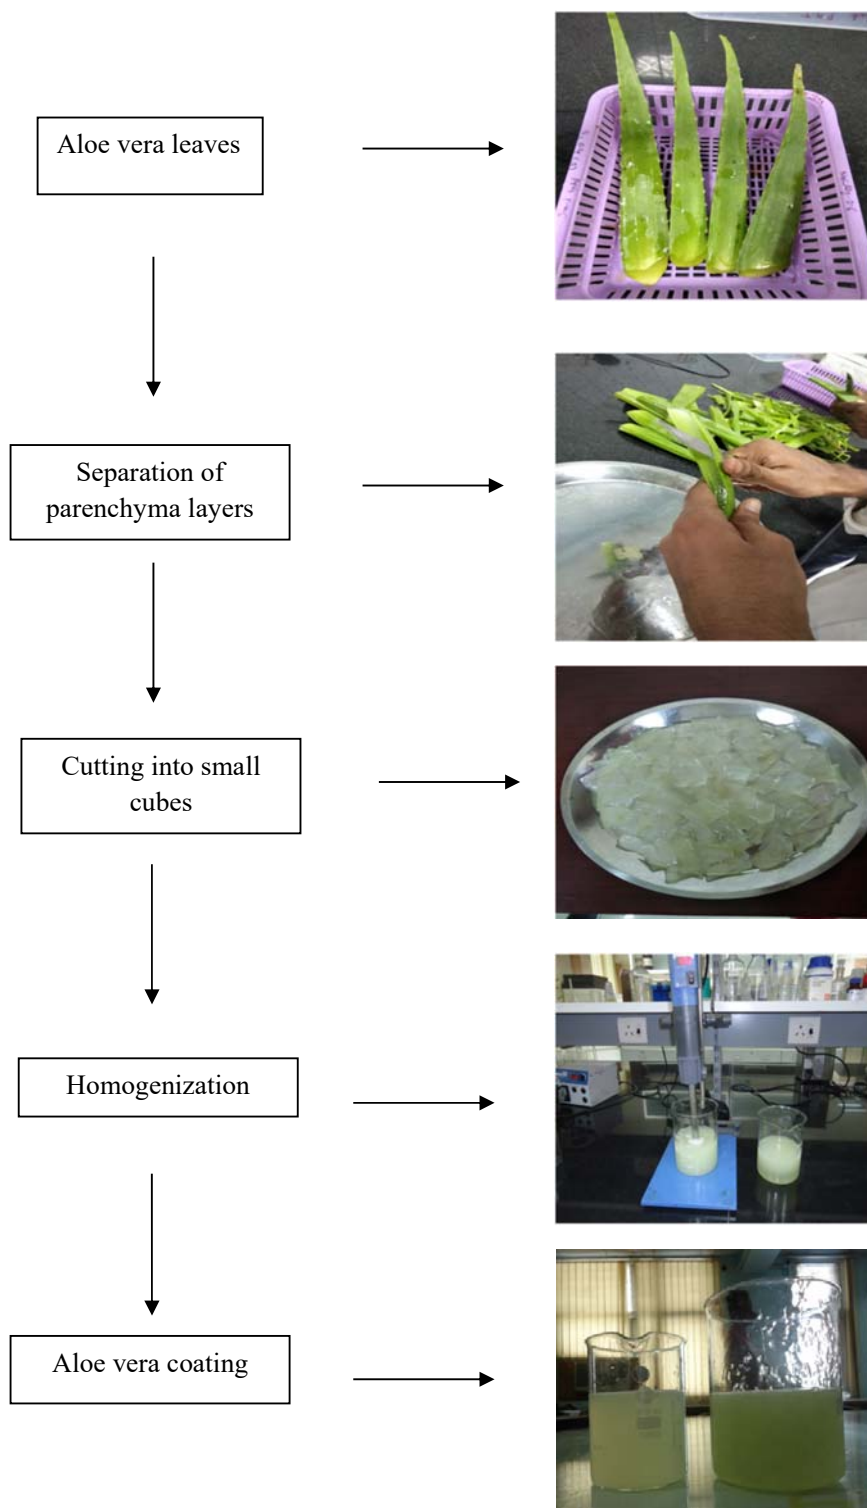 Aloe vera leaves
Separation of
parenchyma layers
Cutting into small
cubes
Homogenization
Aloe vera coating